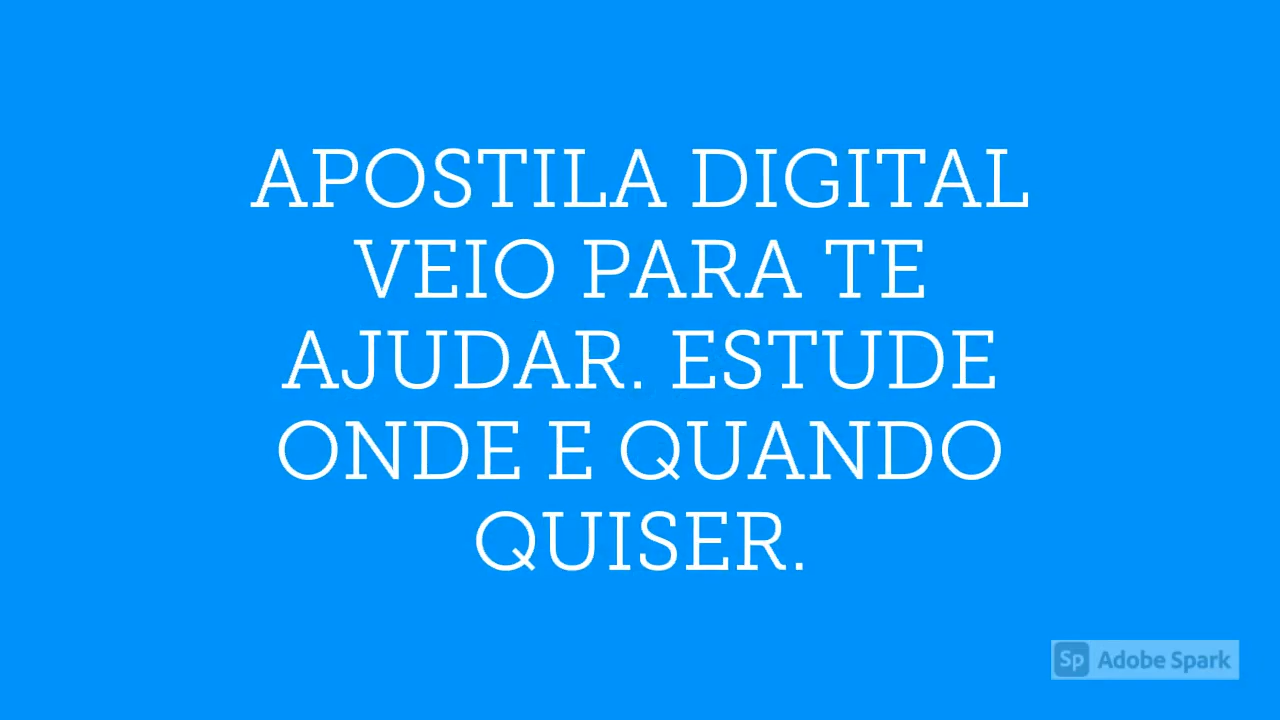 APOSTILA DIGITAL
VEIO PARA TE
AJUDAR. ESTUDE
ONDE E QUANDO
QUISER.
Sp Adobe Spark